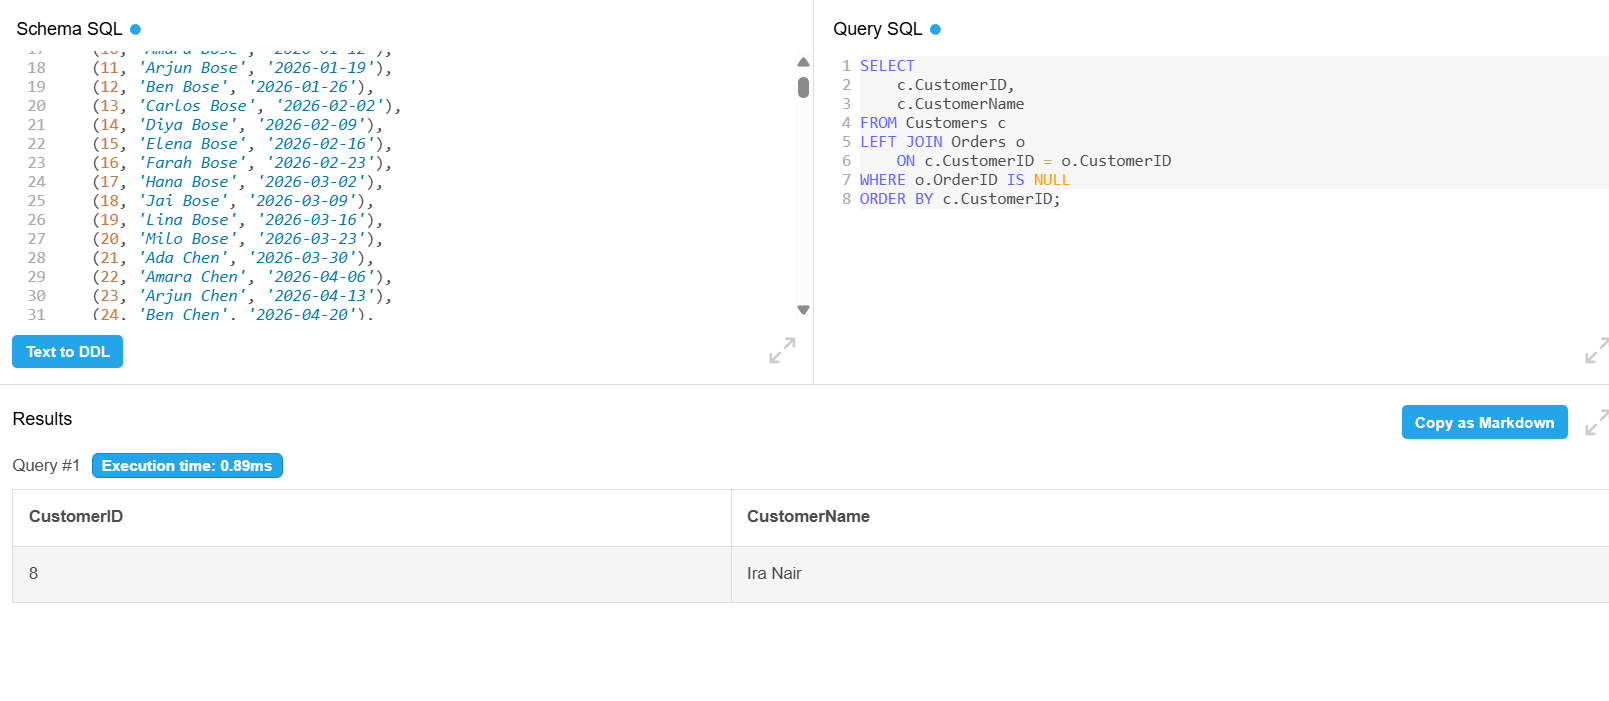 Schema SQL
17 (10, 'Amara Bose', '2026-01-12'),
18 (11, 'Arjun Bose', '2026-01-19'),
19 (12, 'Ben Bose', '2026-01-26'),
20 (13, 'Carlos Bose', '2026-02-02'),
21 (14, 'Diya Bose', '2026-02-09'),
22 (15, 'Elena Bose', '2026-02-16'),
23 (16, 'Farah Bose', '2026-02-23'),
24 (17, 'Hana Bose', '2026-03-02'),
25 (18, 'Jai Bose', '2026-03-09'),
26 (19, 'Lina Bose', '2026-03-16'),
27 (20, 'Milo Bose', '2026-03-23'),
28 (21, 'Ada Chen', '2026-03-30'),
29 (22, 'Amara Chen', '2026-04-06'),
30 (23, 'Arjun Chen', '2026-04-13'),
31 (24, 'Ben Chen', '2026-04-20'),
Text to DDL
Query SQL
1 SELECT
2 c.CustomerID,
3 c.CustomerName
4 FROM Customers c
5 LEFT JOIN Orders o
6 ON c.CustomerID = o.CustomerID
7 WHERE o.OrderID IS NULL
8 ORDER BY c.CustomerID;
Results
Copy as Markdown
Query #1 Execution time: 0.89ms
CustomerID CustomerName
8 Ira Nair